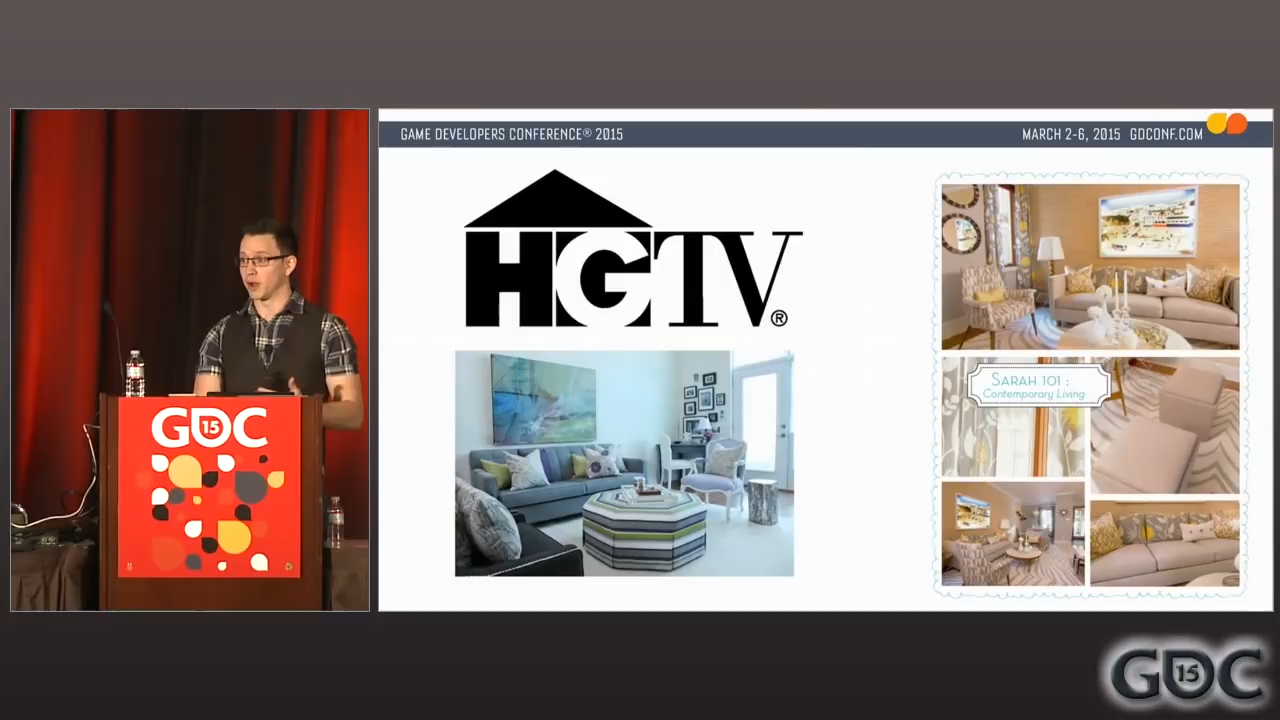 GAME DEVELOPERS CONFERENCE® 2015
MARCH 2-6, 2015 GDCONF.COM
HGTV®
SARAH 101 :
Contemporary Living
GDC
15
GDC
15